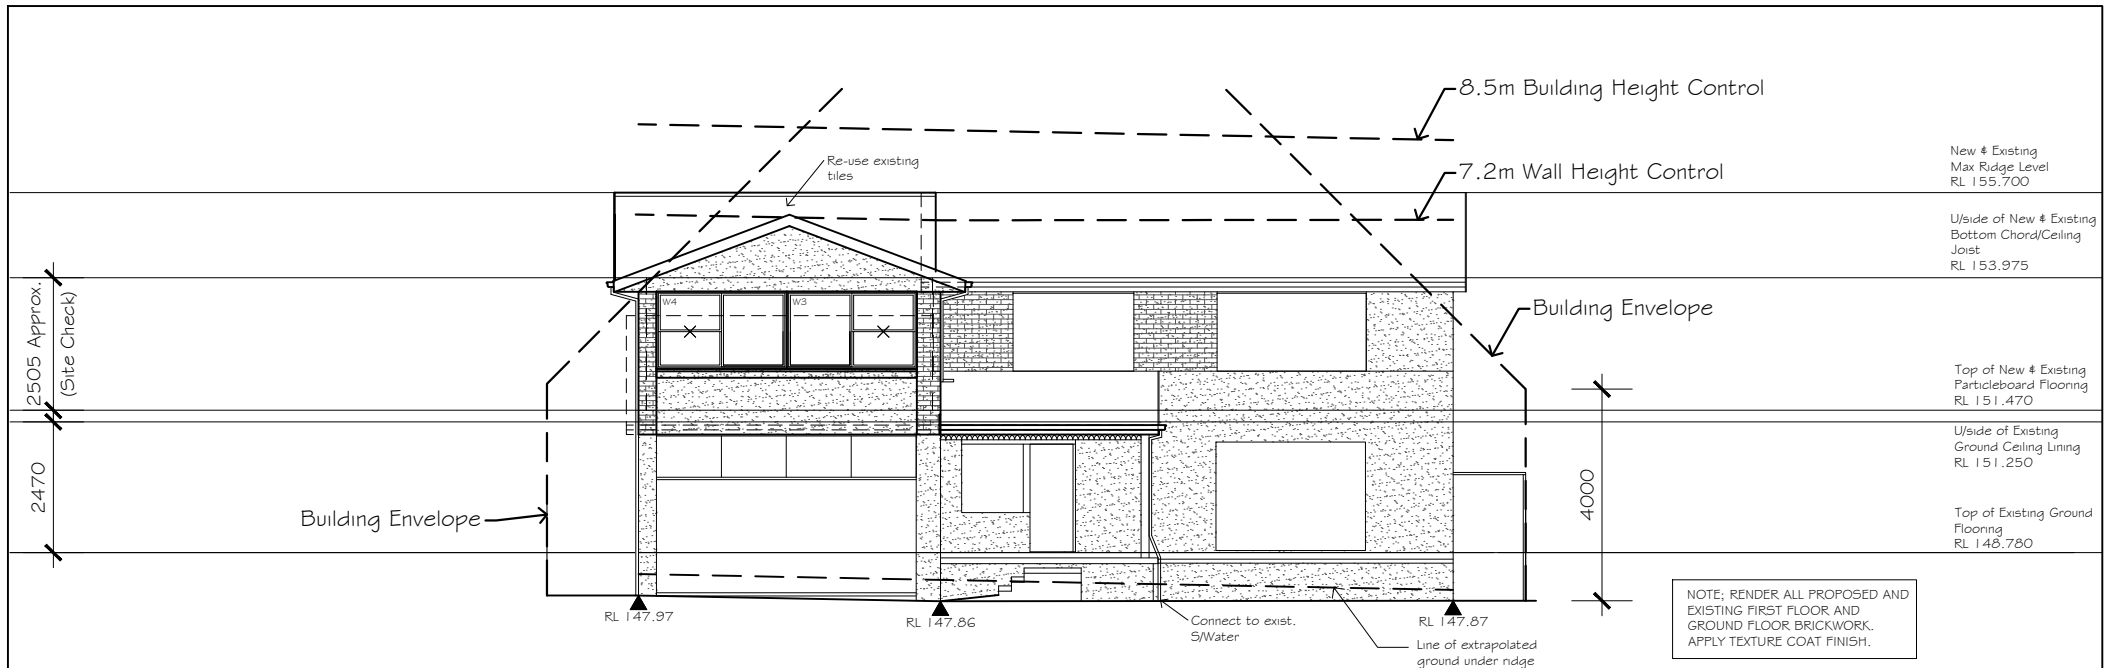 8.5m Building Height Control
New & Existing
Max Ridge Level
RL 155.700
Re-use existing
tiles
7.2m Wall Height Control
U/side of New & Existing
Bottom Chord/Ceiling
Joist
RL 153.975
2505 Approx.
(Site Check)
W4
W3
Building Envelope
Top of New & Existing
Particleboard Flooring
RL 151.470
U/side of Existing
Ground Ceiling Lining
RL 151.250
2470
4000
Building Envelope
Top of Existing Ground
Flooring
RL 148.780
RL 147.97
RL 147.86
RL 147.87
Connect to exist.
S/Water
Line of extrapolated
ground under ridge
NOTE; RENDER ALL PROPOSED AND
EXISTING FIRST FLOOR AND
GROUND FLOOR BRICKWORK.
APPLY TEXTURE COAT FINISH.